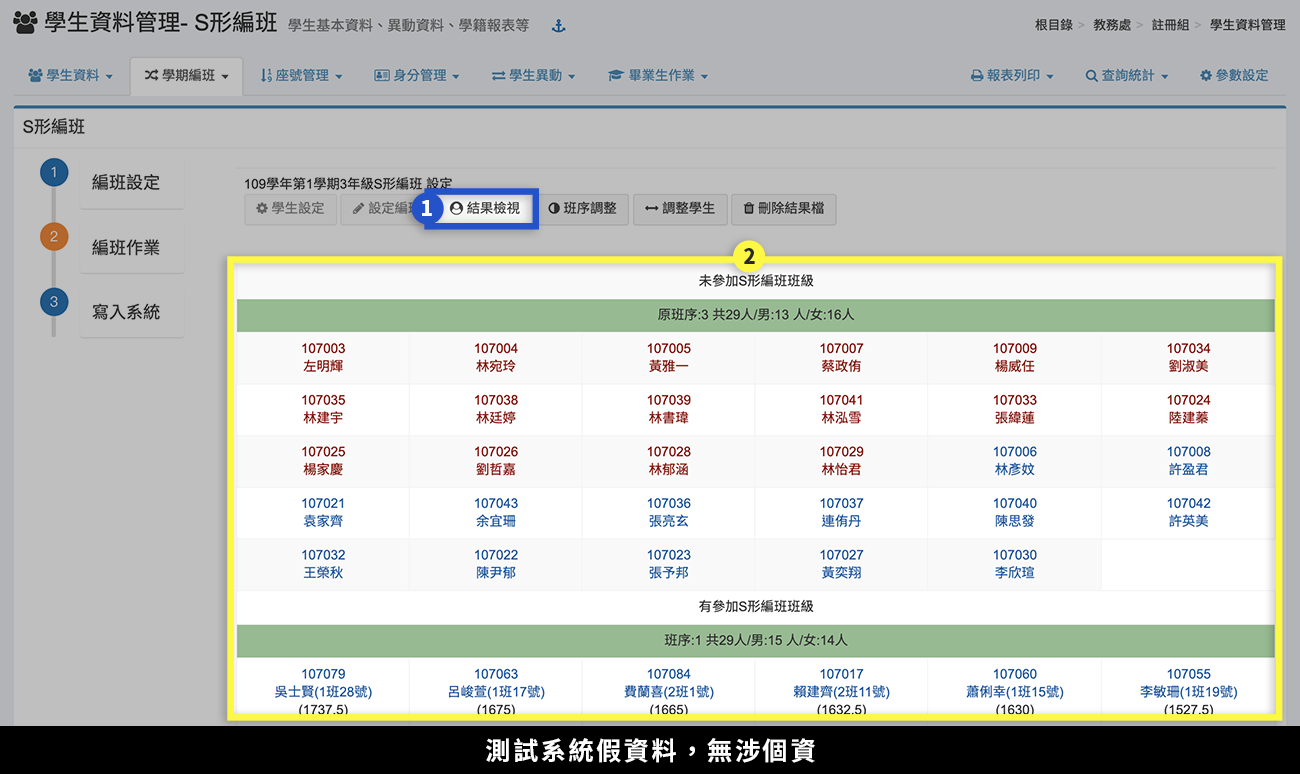 學生資料管理- S形編班 學生基本資料、異動資料、學籍報表等
根目錄 > 教務處 > 註冊組 > 學生資料管理
學生資料 學期編班 座號管理 身分管理 學生異動 畢業生作業 報表列印 查詢統計 參數設定
S形編班
1 編班設定
2 編班作業
3 寫入系統
109學年第1學期3年級S形編班 設定
學生設定 設定編 1 結果檢視 班序調整 調整學生 刪除結果檔
2
未參加S形編班班級
原班序:3 共29人/男:13 人/女:16人
107003 107004 107005 107007 107009 107034
左明輝 林宛玲 黃雅一 蔡政侑 楊威任 劉淑美
107035 107038 107039 107041 107033 107024
林建宇 林廷婷 林書瑋 林泓雪 張緯蓮 陸建蓁
107025 107026 107028 107029 107006 107008
楊家慶 劉哲嘉 林郁涵 林怡君 林彥妏 許盈君
107021 107043 107036 107037 107040 107042
袁家齊 余宜珊 張亮玄 連侑丹 陳思發 許英美
107032 107022 107023 107027 107030
王榮秋 陳尹郁 張予邦 黃奕翔 李欣瑄
有參加S形編班班級
班序:1 共29人/男:15 人/女:14人
107079 107063 107084 107017 107060 107055
吳士賢(1班28號) 呂峻萱(1班17號) 費蘭喜(2班1號) 賴建齊(2班11號) 蕭俐幸(1班15號) 李敏珊(1班19號)
(1737.5) (1675) (1665) (1632.5) (1630) (1527.5)
測試系統假資料，無涉個資